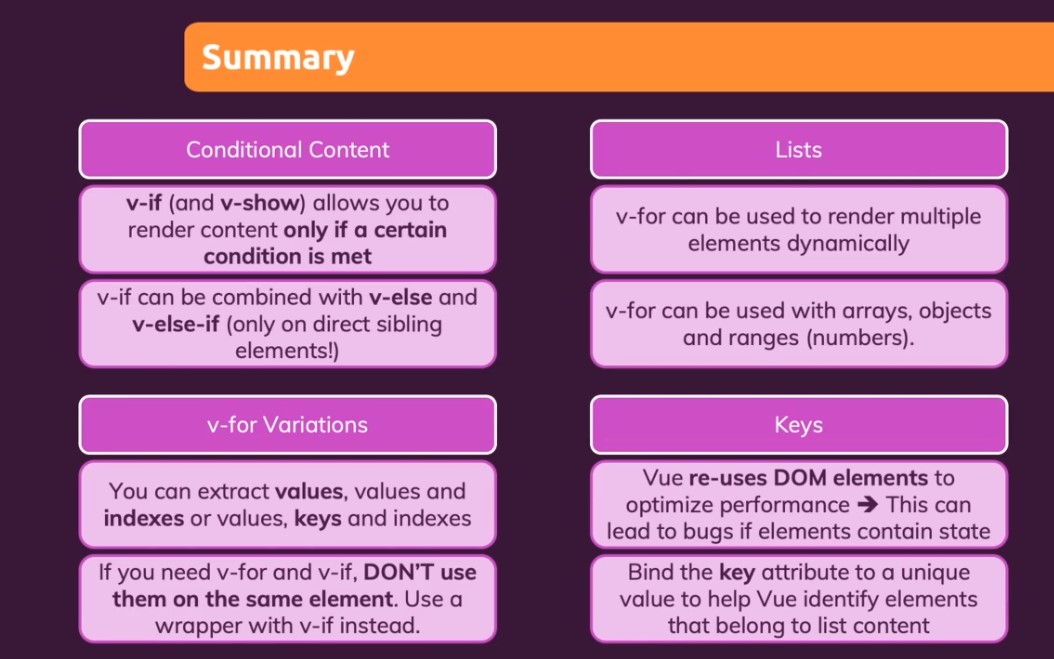 Summary
Conditional Content
v-if (and v-show) allows you to
render content only if a certain
condition is met
v-if can be combined with v-else and
v-else-if (only on direct sibling
elements!)
Lists
v-for can be used to render multiple
elements dynamically
v-for can be used with arrays, objects
and ranges (numbers).
v-for Variations
You can extract values, values and
indexes or values, keys and indexes
If you need v-for and v-if, DON’T use
them on the same element. Use a
wrapper with v-if instead.
Keys
Vue re-uses DOM elements to
optimize performance ➔ This can
lead to bugs if elements contain state
Bind the key attribute to a unique
value to help Vue identify elements
that belong to list content